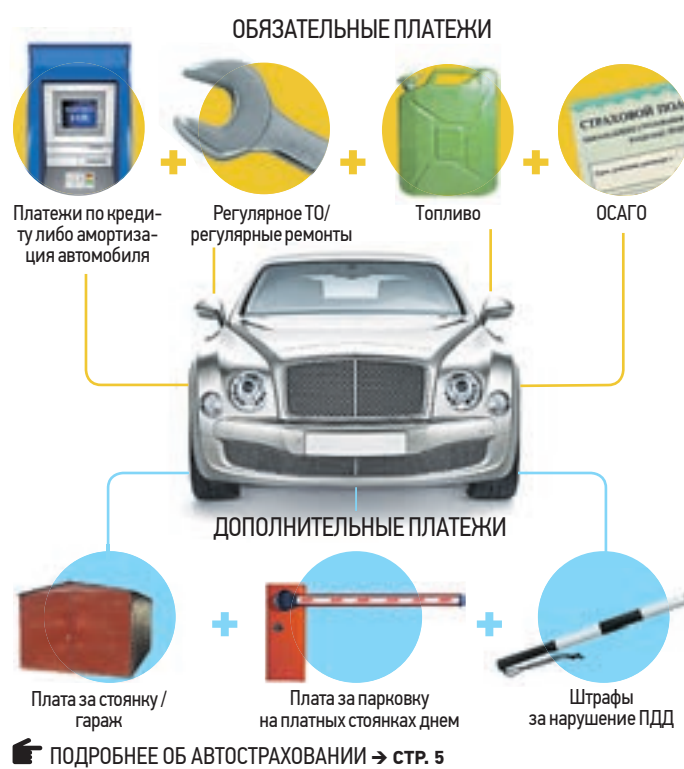 ОБЯЗАТЕЛЬНЫЕ ПЛАТЕЖИ
СТРАХОВОЙ ПОЛ
Платежи по креди-
ту либо амортиза-
ция автомобиля
Регулярное ТО/
регулярные ремонты
Топливо
ОСАГО
ДОПОЛНИТЕЛЬНЫЕ ПЛАТЕЖИ
Плата за стоянку /
гараж
Плата за парковку
на платных стоянках днем
Штрафы
за нарушение ПДД
ПОДРОБНЕЕ ОБ АВТОСТРАХОВАНИИ → СТР. 5